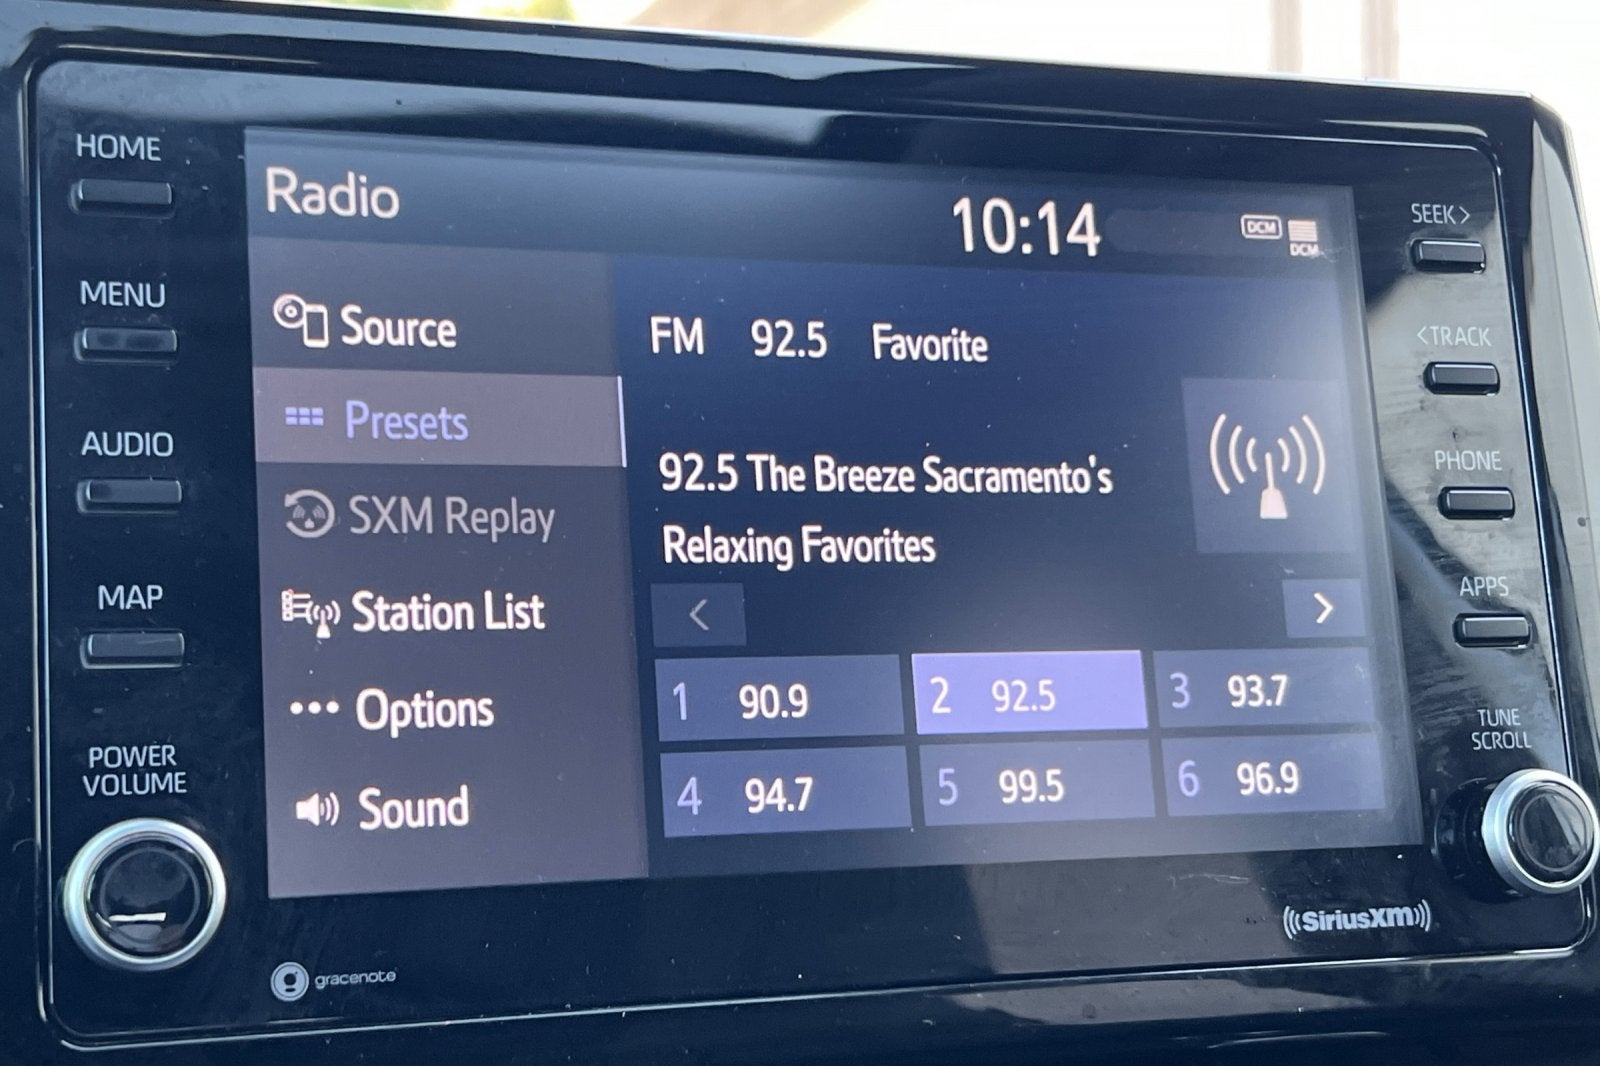 HOME
MENU
AUDIO
MAP
POWER
VOLUME
Radio
10:14
DCM
DCM
Source
Presets
SXM Replay
Station List
Options
Sound
FM 92.5 Favorite
92.5 The Breeze Sacramento's
Relaxing Favorites
<
>
1 90.9
2 92.5
3 93.7
4 94.7
5 99.5
6 96.9
SEEK>
<TRACK
PHONE
APPS
TUNE
SCROLL
gracenote
((SiriusXM))